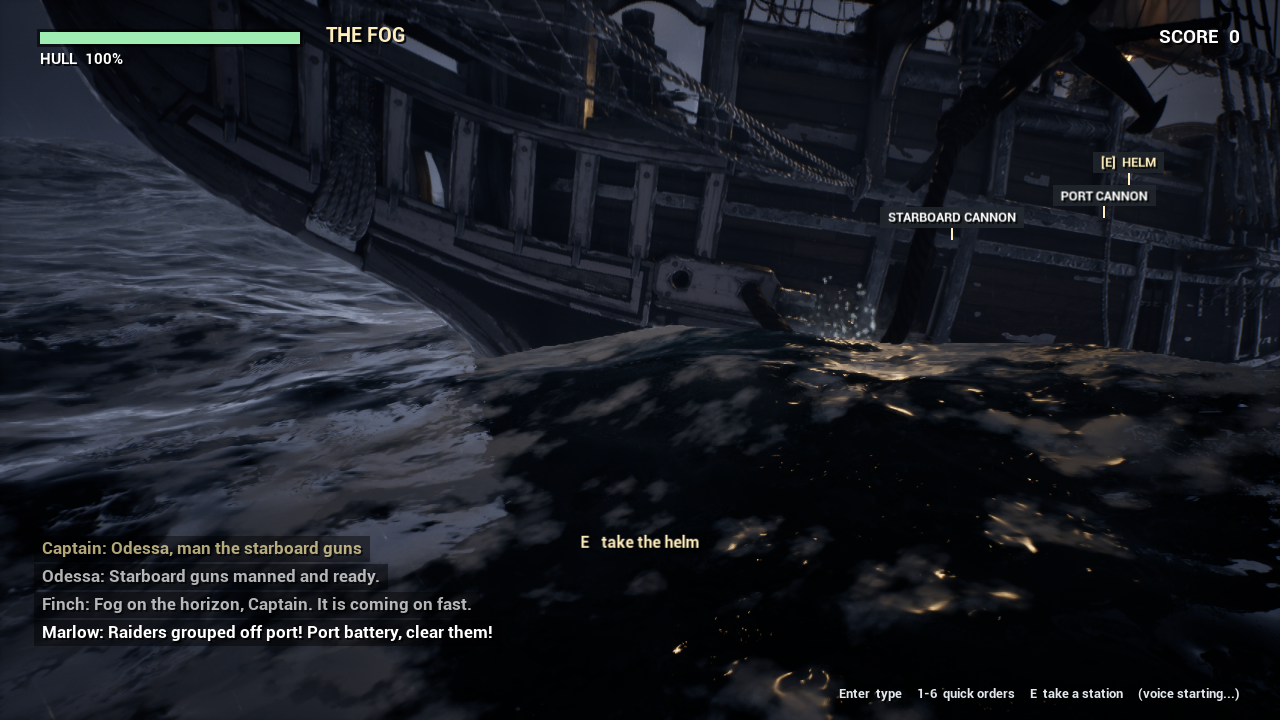 THE FOG
SCORE 0
HULL 100%
[E] HELM
PORT CANNON
STARBOARD CANNON
E take the helm
Captain: Odessa, man the starboard guns
Odessa: Starboard guns manned and ready.
Finch: Fog on the horizon, Captain. It is coming on fast.
Marlow: Raiders grouped off port! Port battery, clear them!
Enter type 1-6 quick orders E take a station (voice starting...)